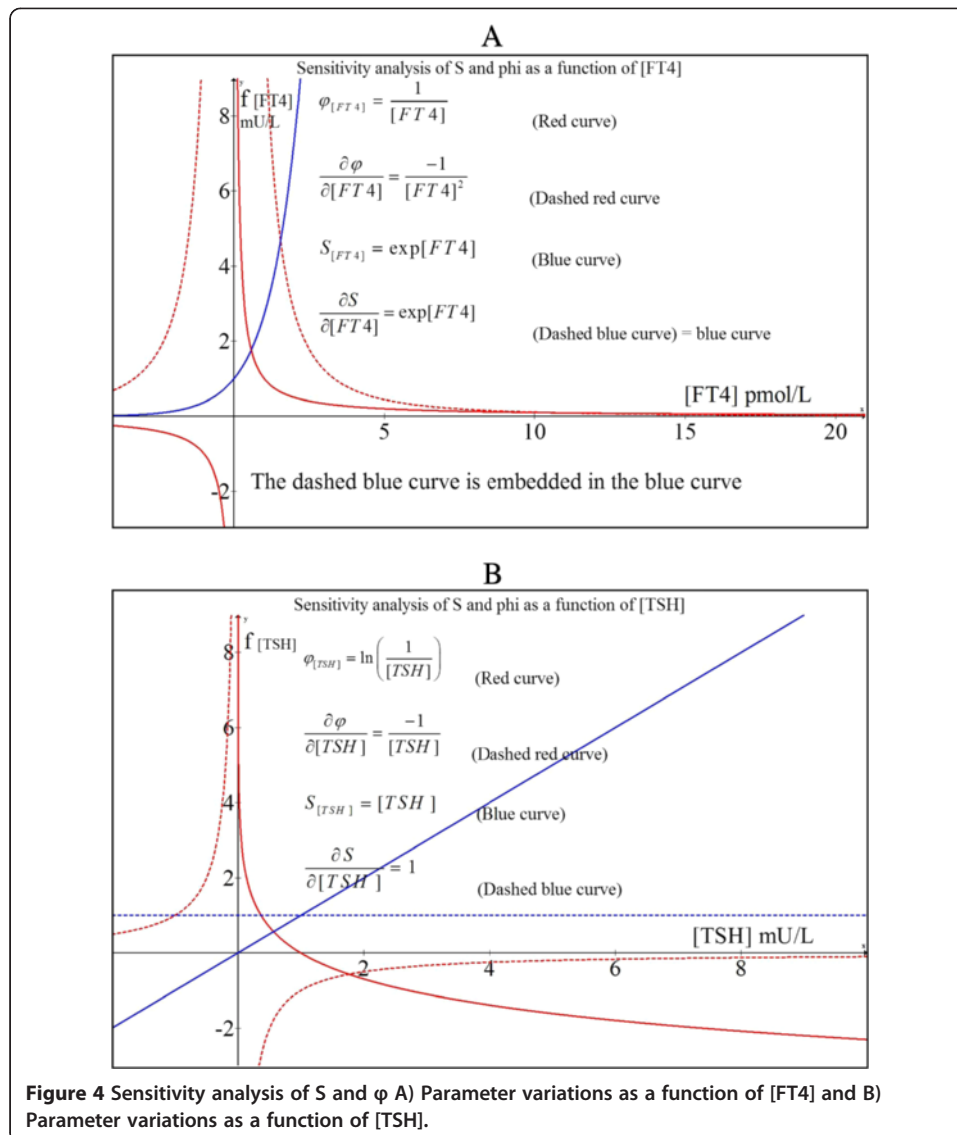 A
Sensitivity analysis of S and phi as a function of [FT4]
y
f [FT4]
mU/L
φ[FT4] = 1/[FT4] (Red curve)
∂φ/∂[FT4] = -1/[FT4]² (Dashed red curve
S[FT4] = exp[FT4] (Blue curve)
∂S/∂[FT4] = exp[FT4] (Dashed blue curve) = blue curve
8
6
4
2
-2
[FT4] pmol/L
x
5 10 15 20
The dashed blue curve is embedded in the blue curve
B
Sensitivity analysis of S and phi as a function of [TSH]
y
f [TSH]
φ[TSH] = ln(1/[TSH]) (Red curve)
∂φ/∂[TSH] = -1/[TSH] (Dashed red curve)
S[TSH] = [TSH] (Blue curve)
∂S/∂[TSH] = 1 (Dashed blue curve)
8
6
4
2
-2
[TSH] mU/L
x
2 4 6 8
Figure 4 Sensitivity analysis of S and φ A) Parameter variations as a function of [FT4] and B)
Parameter variations as a function of [TSH].